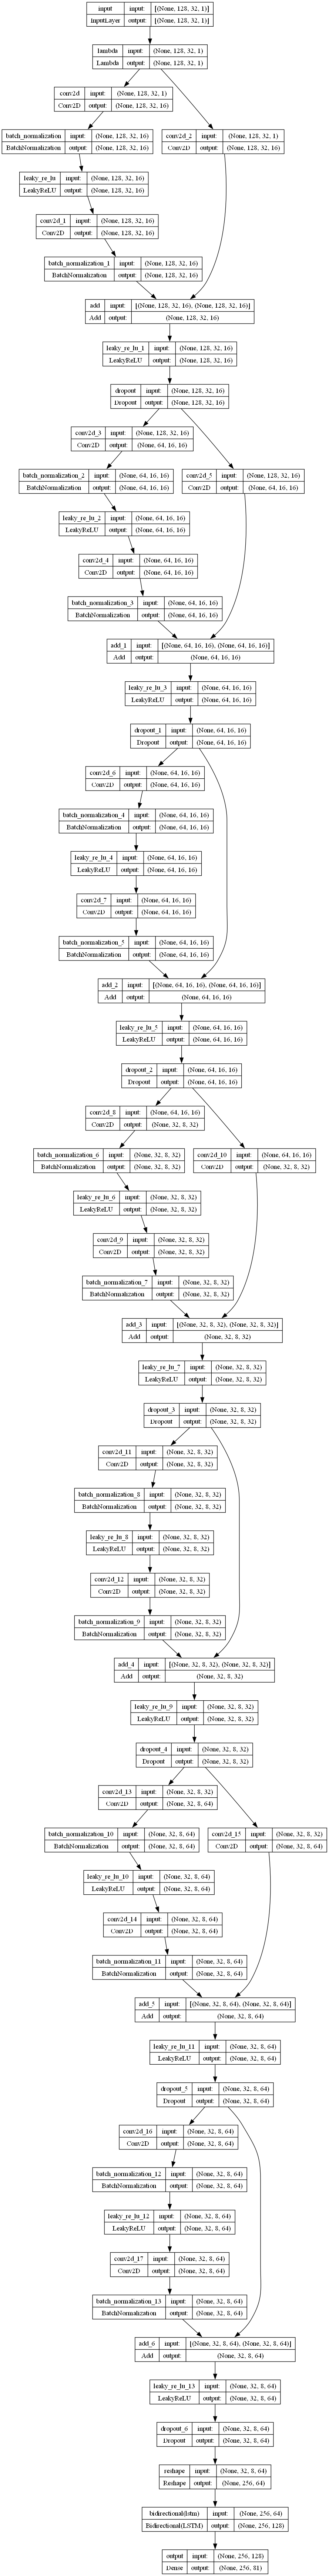 input input: [(None, 128, 32, 1)]
InputLayer output: [(None, 128, 32, 1)]
lambda input: (None, 128, 32, 1)
Lambda output: (None, 128, 32, 1)
conv2d input: (None, 128, 32, 1)
Conv2D output: (None, 128, 32, 16)
batch_normalization input: (None, 128, 32, 16)
BatchNormalization output: (None, 128, 32, 16)
conv2d_2 input: (None, 128, 32, 1)
Conv2D output: (None, 128, 32, 16)
leaky_re_lu input: (None, 128, 32, 16)
LeakyReLU output: (None, 128, 32, 16)
conv2d_1 input: (None, 128, 32, 16)
Conv2D output: (None, 128, 32, 16)
batch_normalization_1 input: (None, 128, 32, 16)
BatchNormalization output: (None, 128, 32, 16)
add input: [(None, 128, 32, 16), (None, 128, 32, 16)]
Add output: (None, 128, 32, 16)
leaky_re_lu_1 input: (None, 128, 32, 16)
LeakyReLU output: (None, 128, 32, 16)
dropout input: (None, 128, 32, 16)
Dropout output: (None, 128, 32, 16)
conv2d_3 input: (None, 128, 32, 16)
Conv2D output: (None, 64, 16, 16)
batch_normalization_2 input: (None, 64, 16, 16)
BatchNormalization output: (None, 64, 16, 16)
conv2d_5 input: (None, 128, 32, 16)
Conv2D output: (None, 64, 16, 16)
leaky_re_lu_2 input: (None, 64, 16, 16)
LeakyReLU output: (None, 64, 16, 16)
conv2d_4 input: (None, 64, 16, 16)
Conv2D output: (None, 64, 16, 16)
batch_normalization_3 input: (None, 64, 16, 16)
BatchNormalization output: (None, 64, 16, 16)
add_1 input: [(None, 64, 16, 16), (None, 64, 16, 16)]
Add output: (None, 64, 16, 16)
leaky_re_lu_3 input: (None, 64, 16, 16)
LeakyReLU output: (None, 64, 16, 16)
dropout_1 input: (None, 64, 16, 16)
Dropout output: (None, 64, 16, 16)
conv2d_6 input: (None, 64, 16, 16)
Conv2D output: (None, 64, 16, 16)
batch_normalization_4 input: (None, 64, 16, 16)
BatchNormalization output: (None, 64, 16, 16)
leaky_re_lu_4 input: (None, 64, 16, 16)
LeakyReLU output: (None, 64, 16, 16)
conv2d_7 input: (None, 64, 16, 16)
Conv2D output: (None, 64, 16, 16)
batch_normalization_5 input: (None, 64, 16, 16)
BatchNormalization output: (None, 64, 16, 16)
add_2 input: [(None, 64, 16, 16), (None, 64, 16, 16)]
Add output: (None, 64, 16, 16)
leaky_re_lu_5 input: (None, 64, 16, 16)
LeakyReLU output: (None, 64, 16, 16)
dropout_2 input: (None, 64, 16, 16)
Dropout output: (None, 64, 16, 16)
conv2d_8 input: (None, 64, 16, 16)
Conv2D output: (None, 32, 8, 32)
batch_normalization_6 input: (None, 32, 8, 32)
BatchNormalization output: (None, 32, 8, 32)
conv2d_10 input: (None, 64, 16, 16)
Conv2D output: (None, 32, 8, 32)
leaky_re_lu_6 input: (None, 32, 8, 32)
LeakyReLU output: (None, 32, 8, 32)
conv2d_9 input: (None, 32, 8, 32)
Conv2D output: (None, 32, 8, 32)
batch_normalization_7 input: (None, 32, 8, 32)
BatchNormalization output: (None, 32, 8, 32)
add_3 input: [(None, 32, 8, 32), (None, 32, 8, 32)]
Add output: (None, 32, 8, 32)
leaky_re_lu_7 input: (None, 32, 8, 32)
LeakyReLU output: (None, 32, 8, 32)
dropout_3 input: (None, 32, 8, 32)
Dropout output: (None, 32, 8, 32)
conv2d_11 input: (None, 32, 8, 32)
Conv2D output: (None, 32, 8, 32)
batch_normalization_8 input: (None, 32, 8, 32)
BatchNormalization output: (None, 32, 8, 32)
leaky_re_lu_8 input: (None, 32, 8, 32)
LeakyReLU output: (None, 32, 8, 32)
conv2d_12 input: (None, 32, 8, 32)
Conv2D output: (None, 32, 8, 32)
batch_normalization_9 input: (None, 32, 8, 32)
BatchNormalization output: (None, 32, 8, 32)
add_4 input: [(None, 32, 8, 32), (None, 32, 8, 32)]
Add output: (None, 32, 8, 32)
leaky_re_lu_9 input: (None, 32, 8, 32)
LeakyReLU output: (None, 32, 8, 32)
dropout_4 input: (None, 32, 8, 32)
Dropout output: (None, 32, 8, 32)
conv2d_13 input: (None, 32, 8, 32)
Conv2D output: (None, 32, 8, 64)
batch_normalization_10 input: (None, 32, 8, 64)
BatchNormalization output: (None, 32, 8, 64)
conv2d_15 input: (None, 32, 8, 32)
Conv2D output: (None, 32, 8, 64)
leaky_re_lu_10 input: (None, 32, 8, 64)
LeakyReLU output: (None, 32, 8, 64)
conv2d_14 input: (None, 32, 8, 64)
Conv2D output: (None, 32, 8, 64)
batch_normalization_11 input: (None, 32, 8, 64)
BatchNormalization output: (None, 32, 8, 64)
add_5 input: [(None, 32, 8, 64), (None, 32, 8, 64)]
Add output: (None, 32, 8, 64)
leaky_re_lu_11 input: (None, 32, 8, 64)
LeakyReLU output: (None, 32, 8, 64)
dropout_5 input: (None, 32, 8, 64)
Dropout output: (None, 32, 8, 64)
conv2d_16 input: (None, 32, 8, 64)
Conv2D output: (None, 32, 8, 64)
batch_normalization_12 input: (None, 32, 8, 64)
BatchNormalization output: (None, 32, 8, 64)
leaky_re_lu_12 input: (None, 32, 8, 64)
LeakyReLU output: (None, 32, 8, 64)
conv2d_17 input: (None, 32, 8, 64)
Conv2D output: (None, 32, 8, 64)
batch_normalization_13 input: (None, 32, 8, 64)
BatchNormalization output: (None, 32, 8, 64)
add_6 input: [(None, 32, 8, 64), (None, 32, 8, 64)]
Add output: (None, 32, 8, 64)
leaky_re_lu_13 input: (None, 32, 8, 64)
LeakyReLU output: (None, 32, 8, 64)
dropout_6 input: (None, 32, 8, 64)
Dropout output: (None, 32, 8, 64)
reshape input: (None, 32, 8, 64)
Reshape output: (None, 256, 64)
bidirectional(lstm) input: (None, 256, 64)
Bidirectional(LSTM) output: (None, 256, 128)
output input: (None, 256, 128)
Dense output: (None, 256, 81)